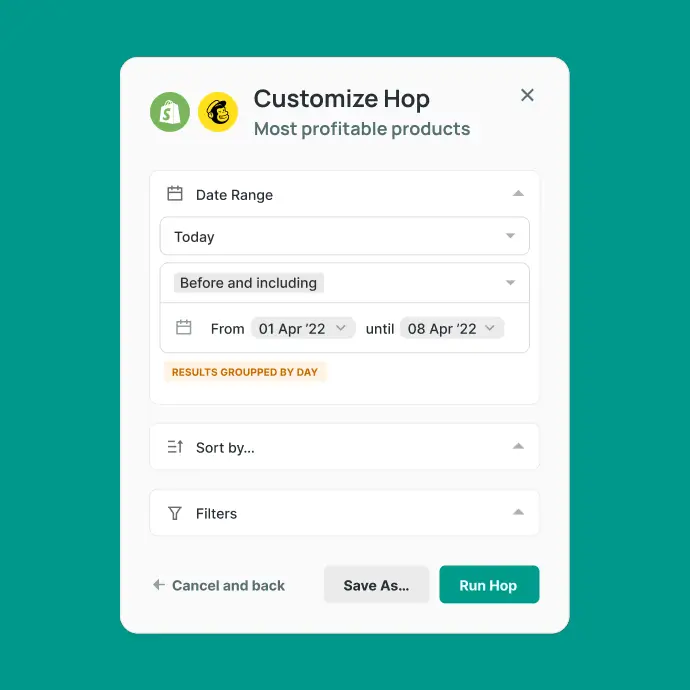 Customize Hop
Most profitable products
Date Range
Today
Before and including
From 01 Apr ’22 until 08 Apr ’22
RESULTS GROUPPED BY DAY
Sort by...
Filters
Cancel and back
Save As...
Run Hop